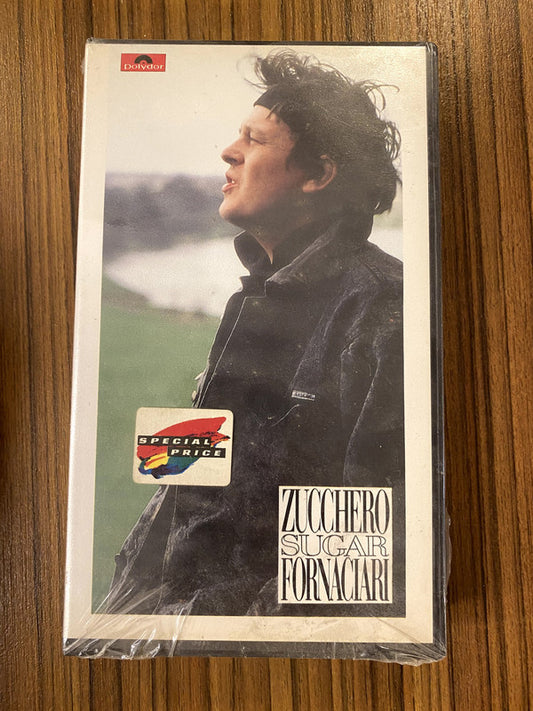 polydor
SPECIAL
PRICE
ZUCCHERO
SUGAR
FORNACIARI